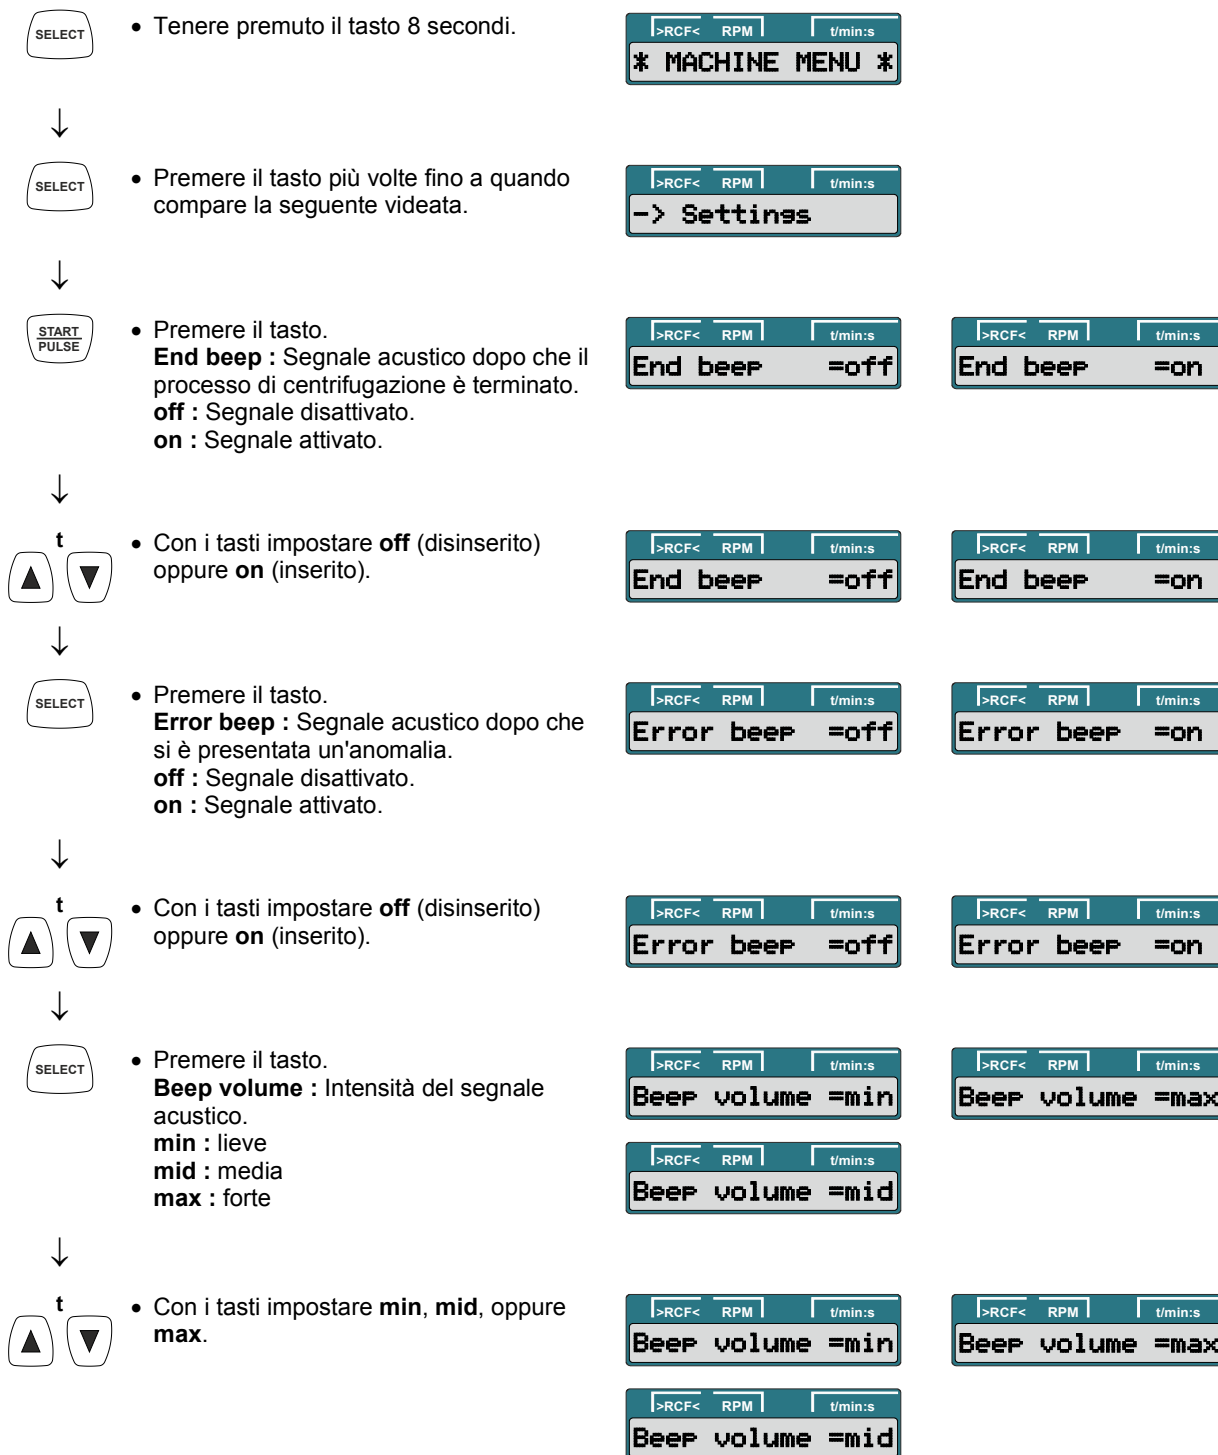 SELECT
• Tenere premuto il tasto 8 secondi.
>RCF< RPM t/min:s
* MACHINE MENU *
↓
SELECT
• Premere il tasto più volte fino a quando
compare la seguente videata.
>RCF< RPM t/min:s
-> Settings
↓
START
PULSE
• Premere il tasto.
End beep : Segnale acustico dopo che il
processo di centrifugazione è terminato.
off : Segnale disattivato.
on : Segnale attivato.
>RCF< RPM t/min:s
End beep =off
>RCF< RPM t/min:s
End beep =on
↓
t
▲ ▼
• Con i tasti impostare off (disinserito)
oppure on (inserito).
>RCF< RPM t/min:s
End beep =off
>RCF< RPM t/min:s
End beep =on
↓
SELECT
• Premere il tasto.
Error beep : Segnale acustico dopo che
si è presentata un'anomalia.
off : Segnale disattivato.
on : Segnale attivato.
>RCF< RPM t/min:s
Error beep =off
>RCF< RPM t/min:s
Error beep =on
↓
t
▲ ▼
• Con i tasti impostare off (disinserito)
oppure on (inserito).
>RCF< RPM t/min:s
Error beep =off
>RCF< RPM t/min:s
Error beep =on
↓
SELECT
• Premere il tasto.
Beep volume : Intensità del segnale
acustico.
min : lieve
mid : media
max : forte
>RCF< RPM t/min:s
Beep volume =min
>RCF< RPM t/min:s
Beep volume =max
>RCF< RPM t/min:s
Beep volume =mid
↓
t
▲ ▼
• Con i tasti impostare min, mid, oppure
max.
>RCF< RPM t/min:s
Beep volume =min
>RCF< RPM t/min:s
Beep volume =max
>RCF< RPM t/min:s
Beep volume =mid